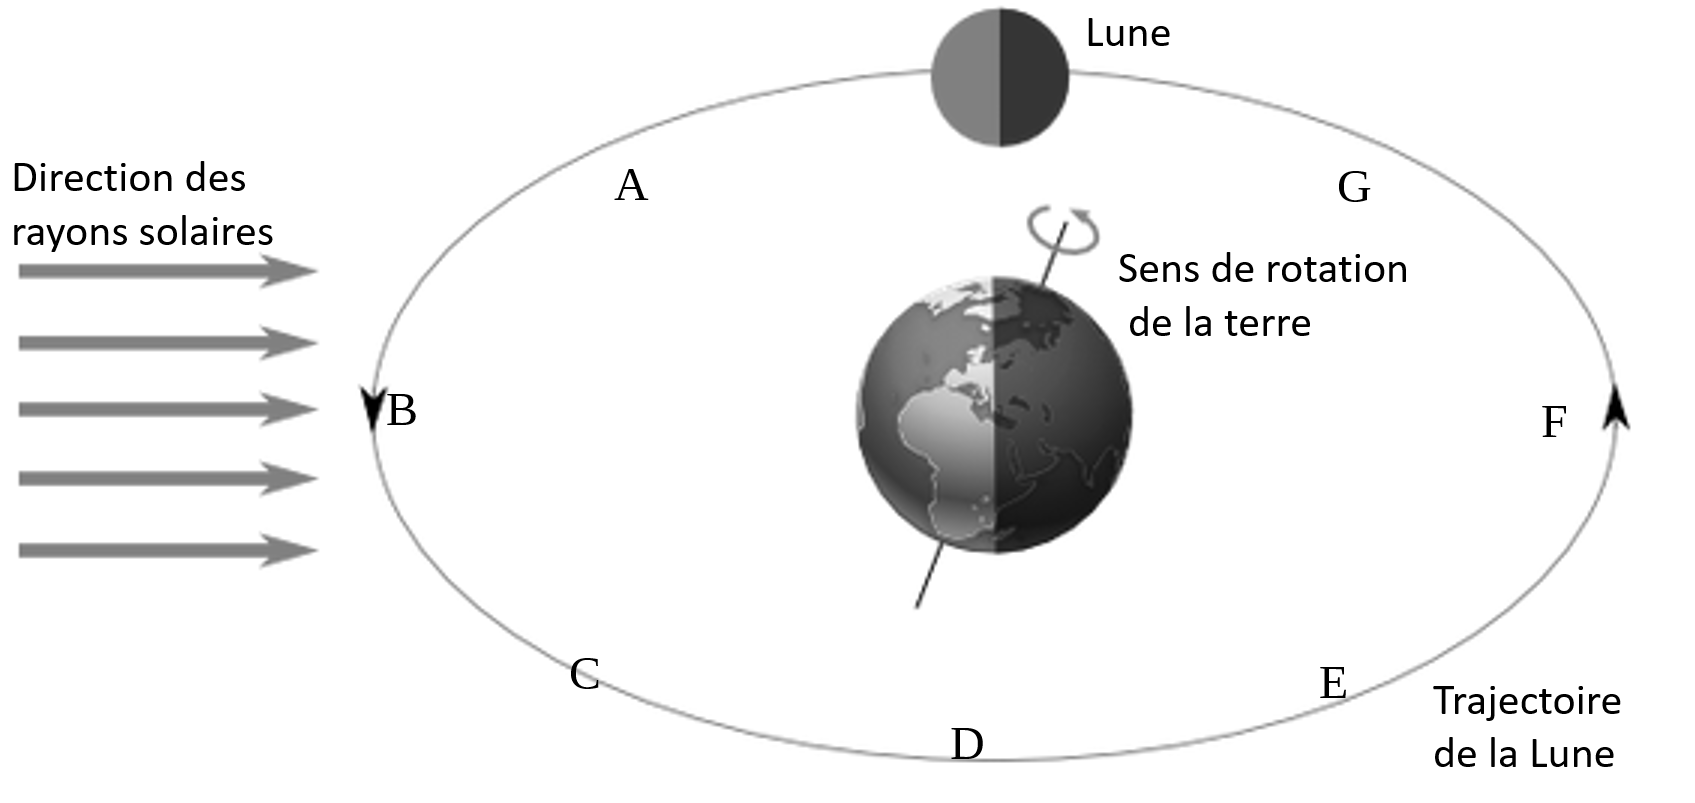 Lune
Direction des
rayons solaires
A
G
Sens de rotation
de la terre
B
F
C
E
D
Trajectoire
de la Lune